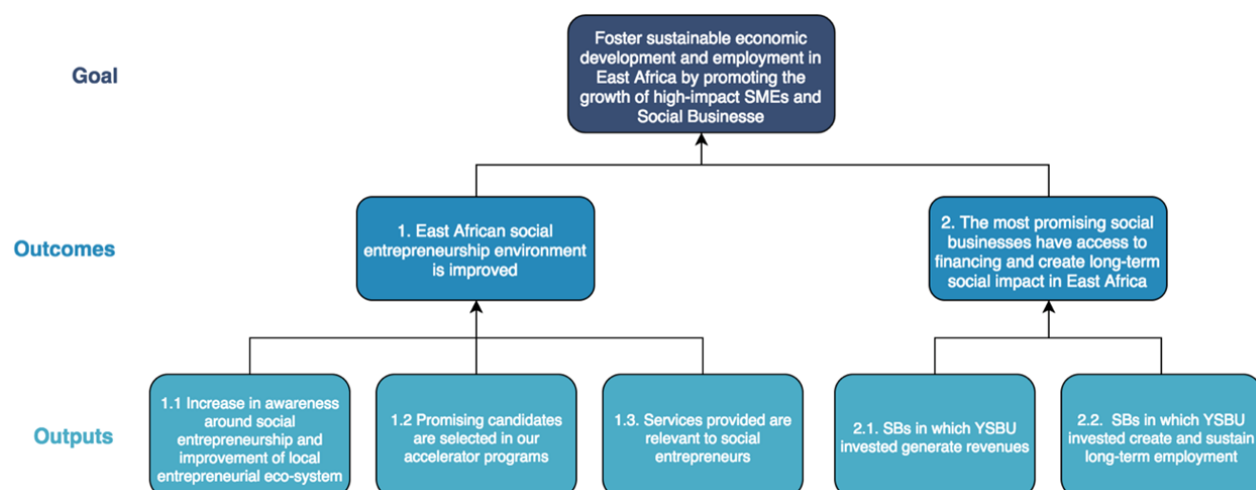 Goal
Foster sustainable economic
development and employment in
East Africa by promoting the
growth of high-impact SMEs and
Social Businesse
Outcomes
1. East African social
entrepreneurship environment
is improved
2. The most promising social
businesses have access to
financing and create long-term
social impact in East Africa
Outputs
1.1 Increase in awareness
around social
entrepreneurship and
improvement of local
entrepreneurial eco-system
1.2 Promising candidates
are selected in our
accelerator programs
1.3. Services provided are
relevant to social
entrepreneurs
2.1. SBs in which YSBU
invested generate revenues
2.2. SBs in which YSBU
invested create and sustain
long-term employment